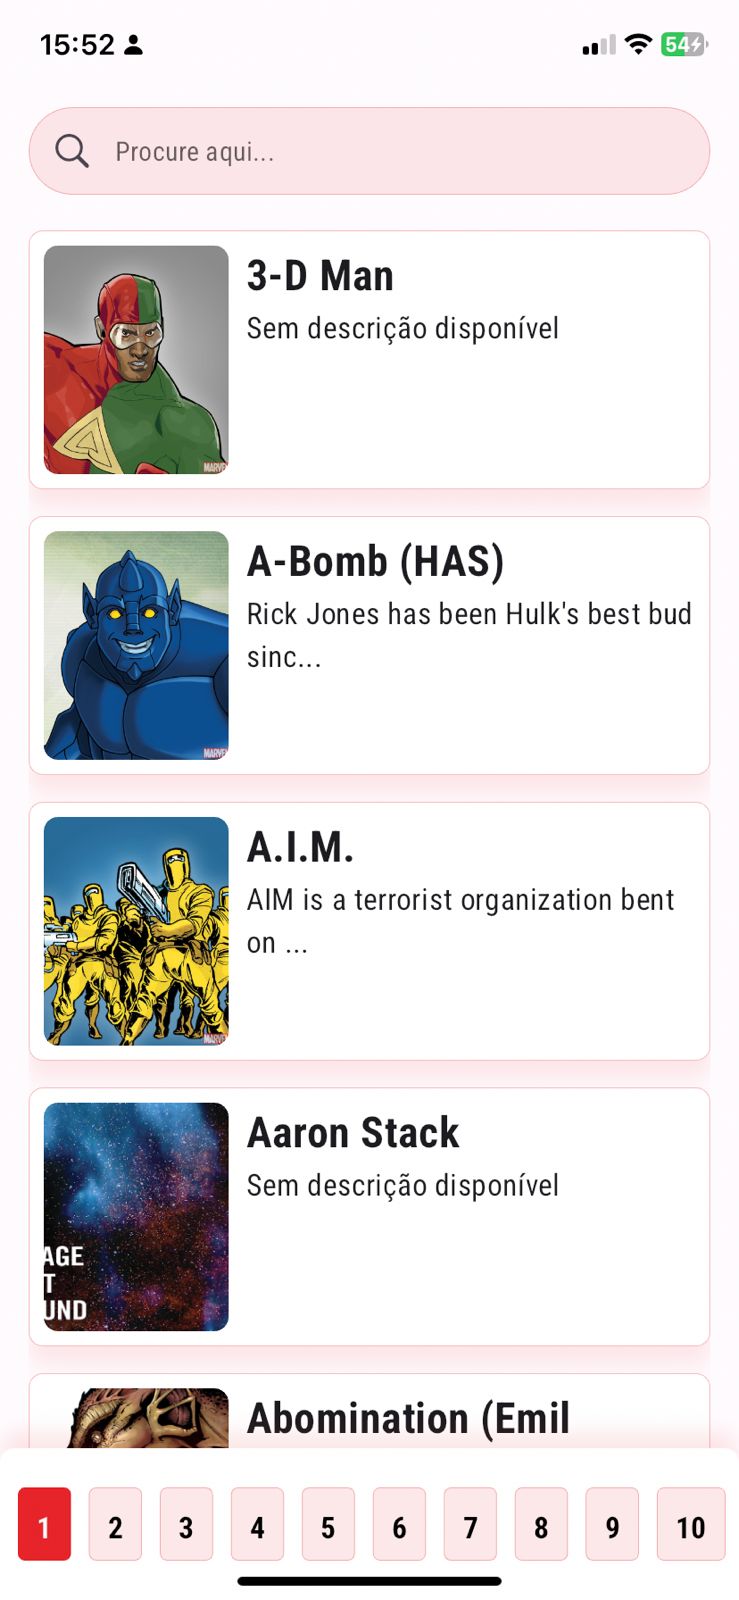 15:52
54
Procure aqui...
3-D Man
Sem descrição disponível
MARVEL
A-Bomb (HAS)
Rick Jones has been Hulk's best bud
sinc...
MARVEL
A.I.M.
AIM is a terrorist organization bent
on ...
MARVEL
Aaron Stack
Sem descrição disponível
AGE
T
UND
Abomination (Emil
1 2 3 4 5 6 7 8 9 10